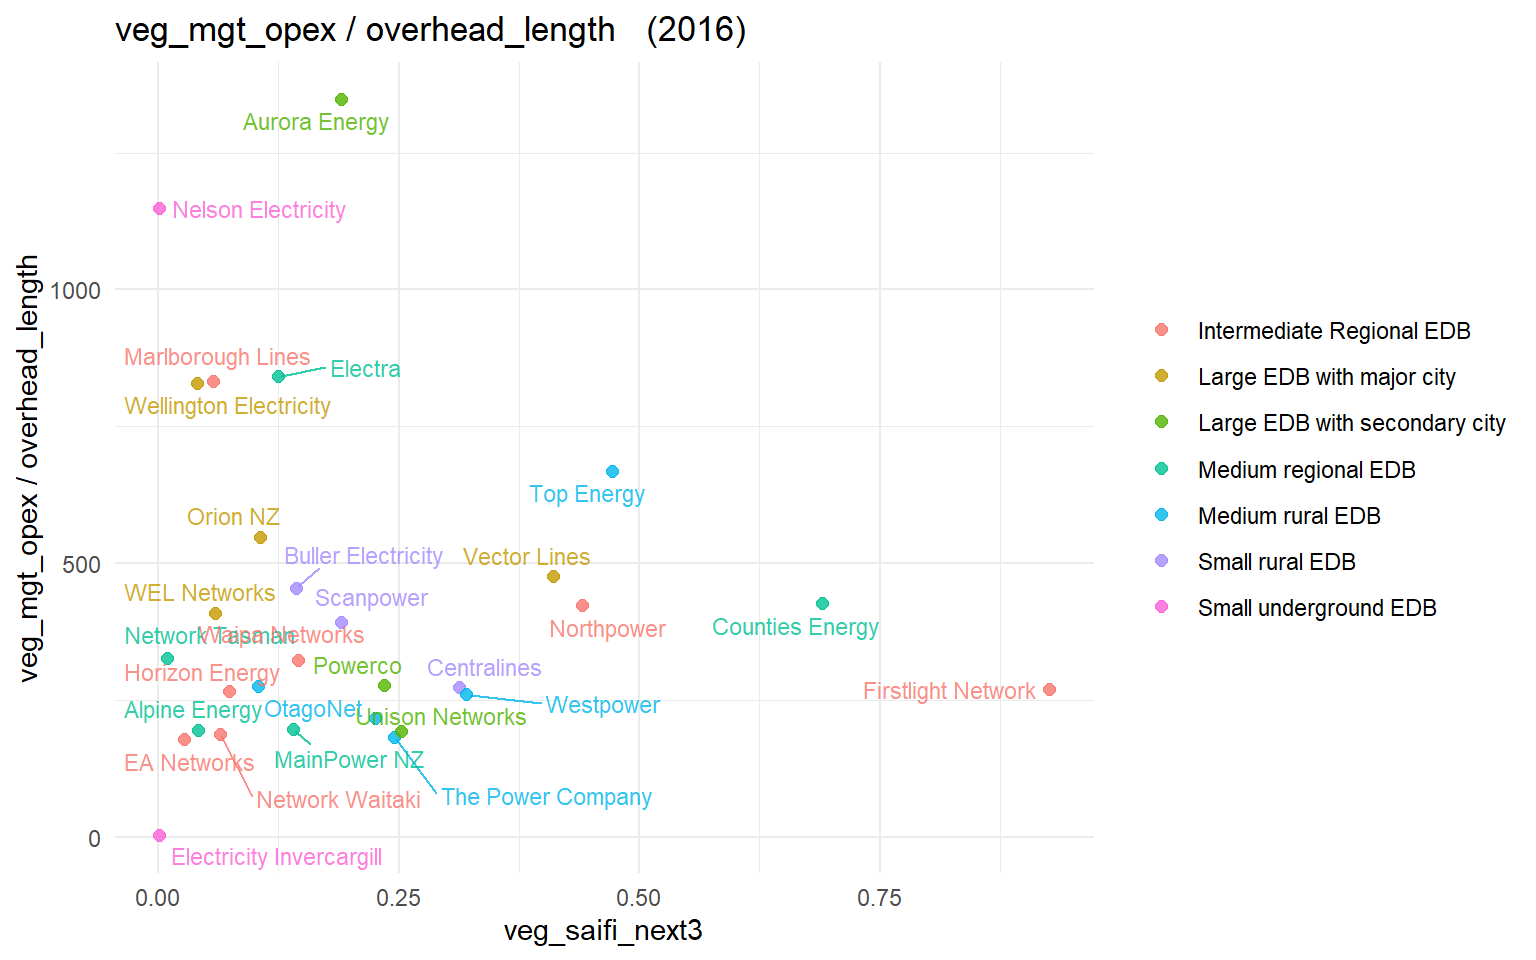 veg_mgt_opex / overhead_length (2016)
veg_mgt_opex / overhead_length
1000
500
0
Aurora Energy
Nelson Electricity
Marlborough Lines
Electra
Wellington Electricity
Top Energy
Orion NZ
Buller Electricity
Vector Lines
WEL Networks
Scanpower
Northpower
Counties Energy
Network Tasman
Waipa Networks
Powerco
Centralines
Horizon Energy
Firstlight Network
Westpower
Alpine Energy
OtagoNet
Unison Networks
MainPower NZ
EA Networks
Network Waitaki
The Power Company
Electricity Invercargill
0.00
0.25
0.50
0.75
veg_saifi_next3
Intermediate Regional EDB
Large EDB with major city
Large EDB with secondary city
Medium regional EDB
Medium rural EDB
Small rural EDB
Small underground EDB